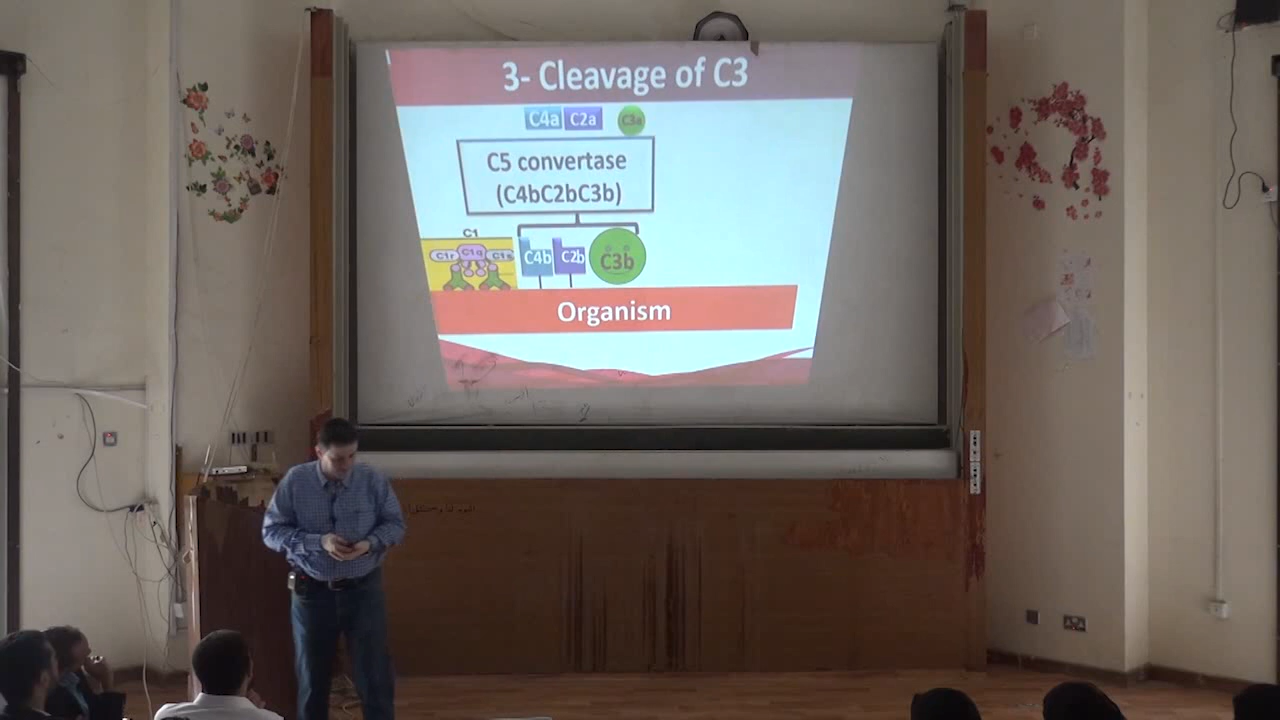 3- Cleavage of C3
C4a C2a C3a
C5 convertase
(C4bC2bC3b)
C1
C1r C1q C1s C4b C2b C3b
Organism